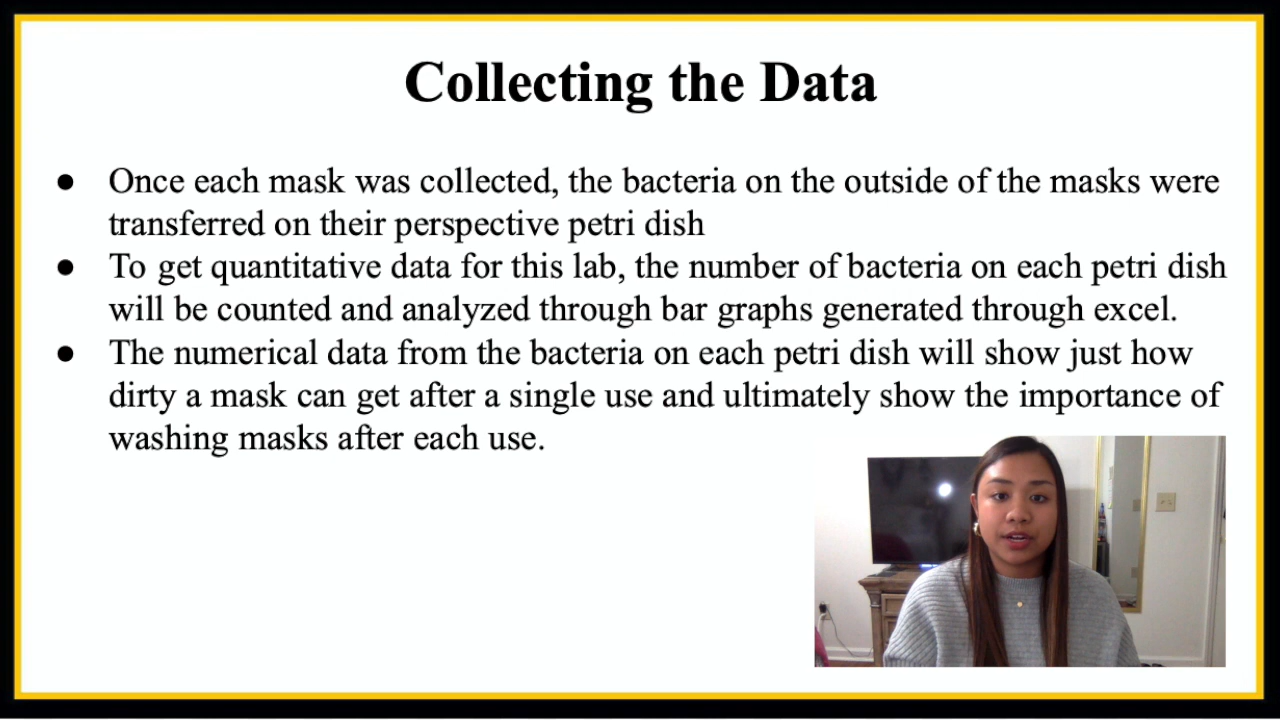 Collecting the Data
● Once each mask was collected, the bacteria on the outside of the masks were
transferred on their perspective petri dish
● To get quantitative data for this lab, the number of bacteria on each petri dish
will be counted and analyzed through bar graphs generated through excel.
● The numerical data from the bacteria on each petri dish will show just how
dirty a mask can get after a single use and ultimately show the importance of
washing masks after each use.